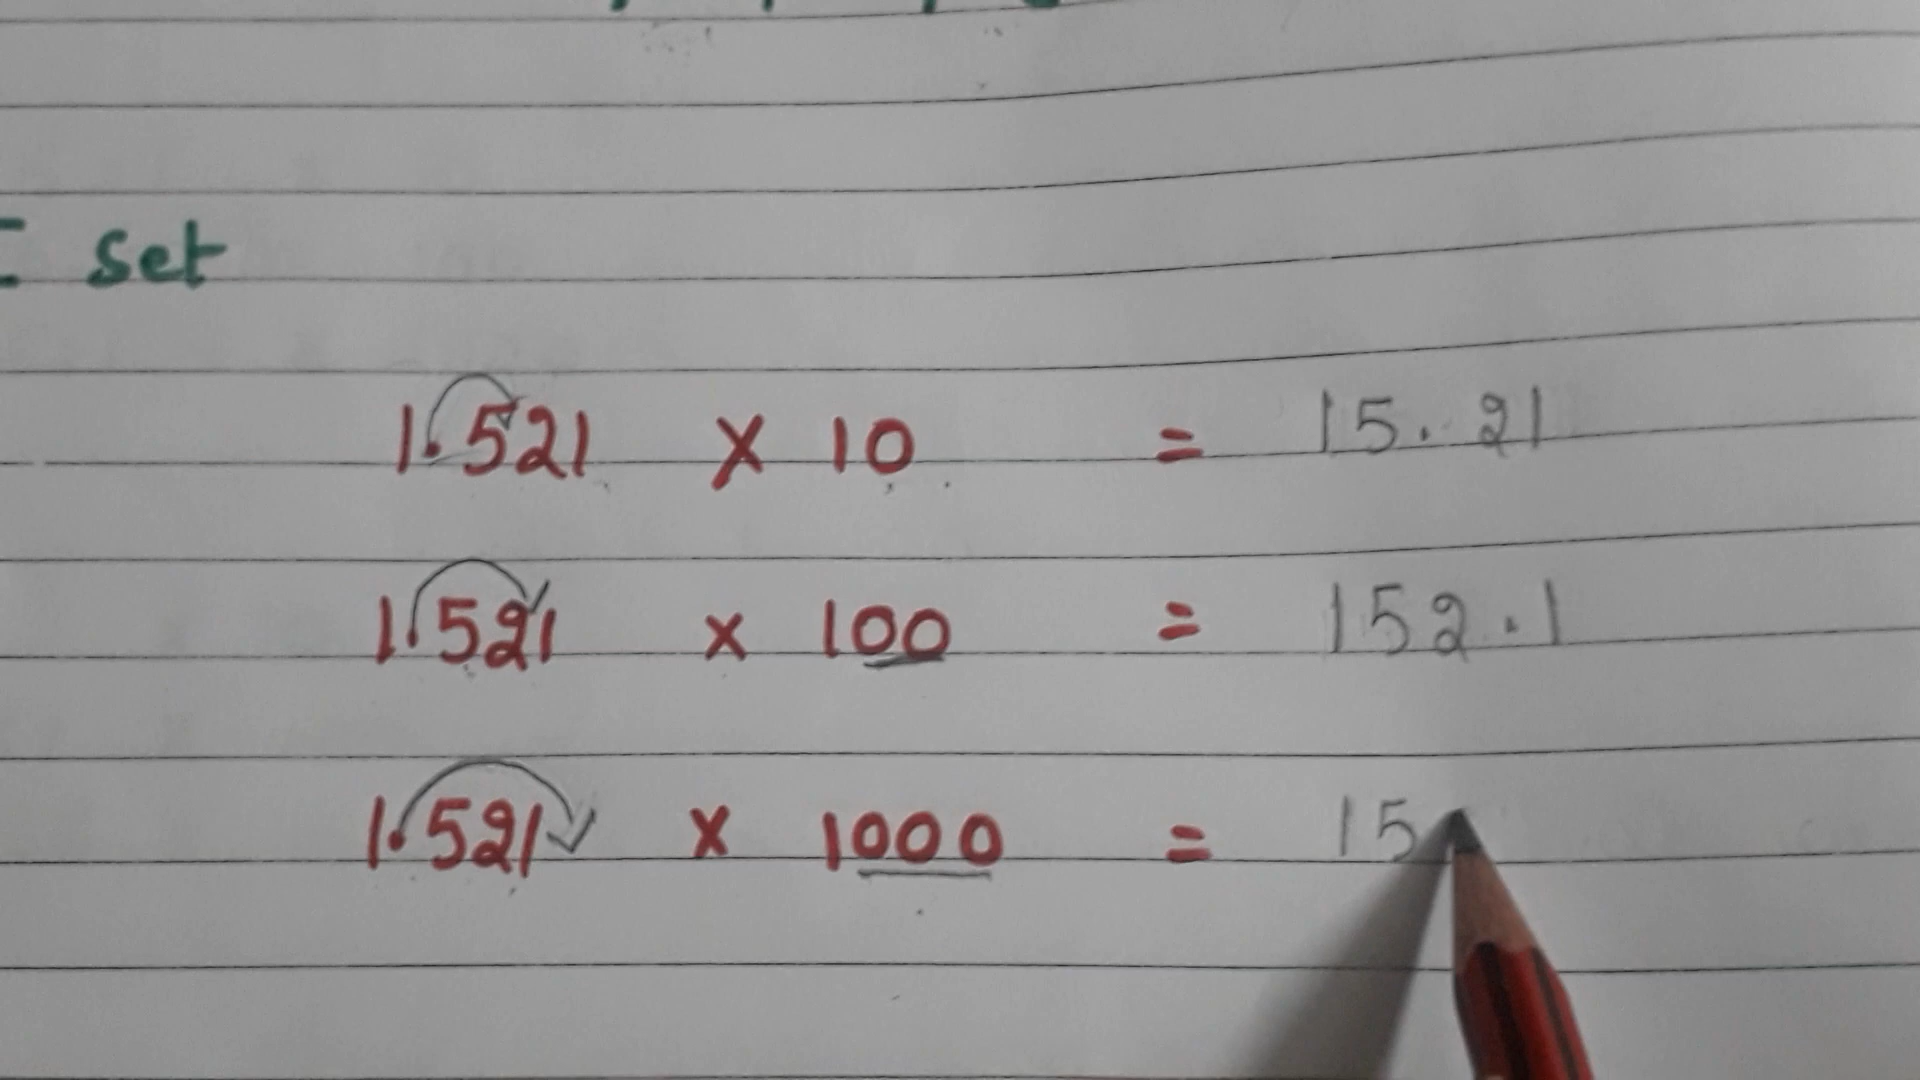 set
1.521 × 10 = 15.21
1.521 × 100 = 152.1
1.521 × 1000 = 15